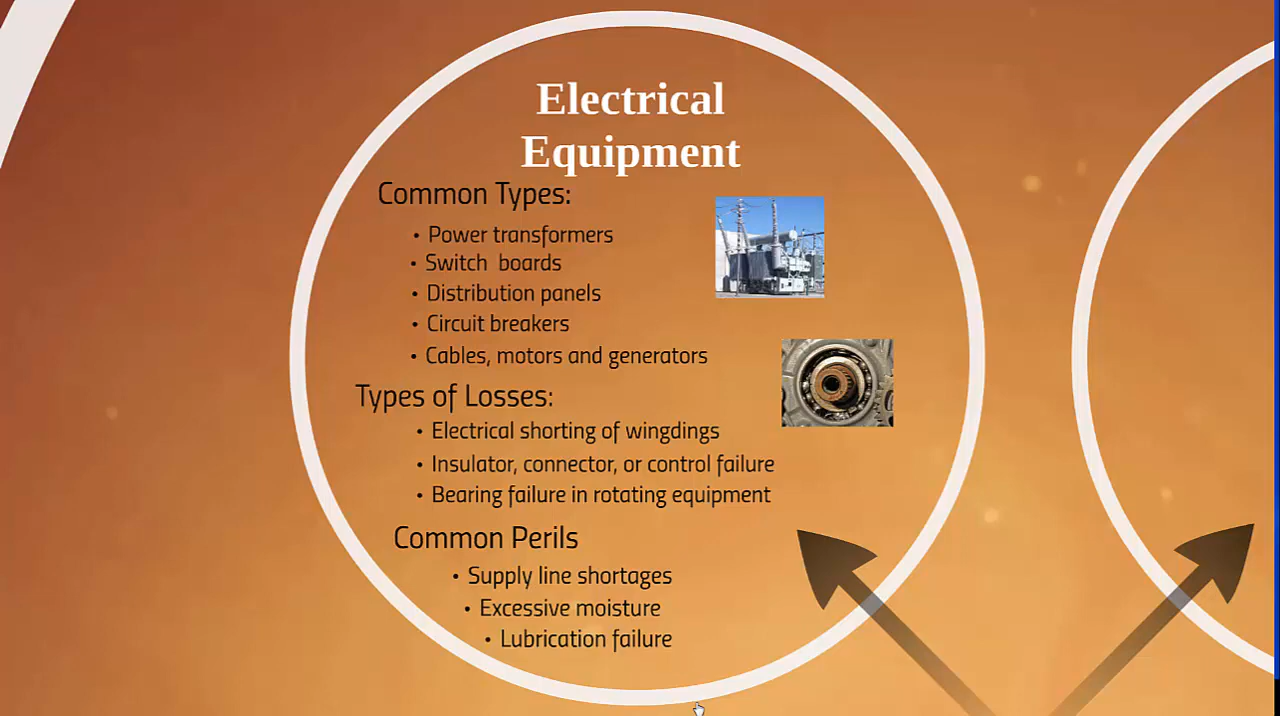 Electrical
Equipment
Common Types:
• Power transformers
• Switch boards
• Distribution panels
• Circuit breakers
• Cables, motors and generators
Types of Losses:
• Electrical shorting of wingdings
• Insulator, connector, or control failure
• Bearing failure in rotating equipment
Common Perils
• Supply line shortages
• Excessive moisture
• Lubrication failure